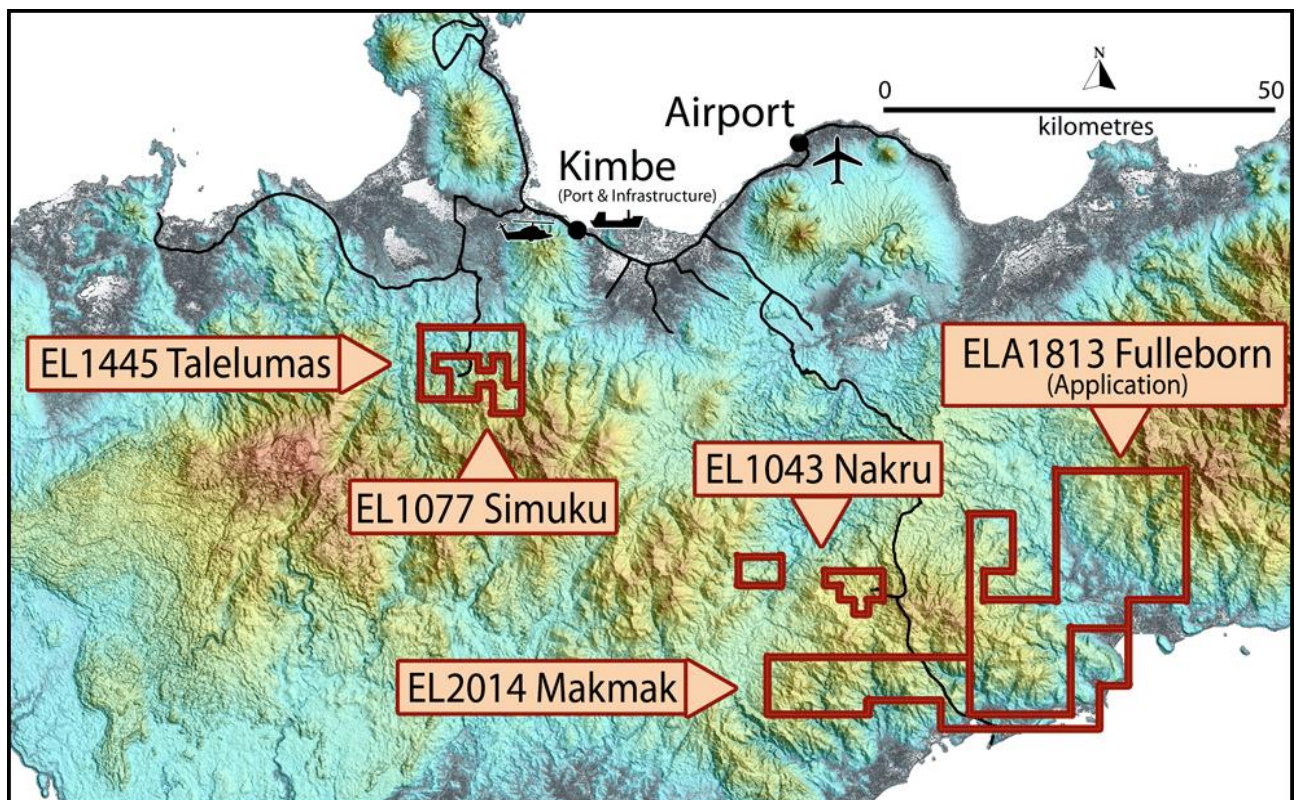 N
0 50
kilometres
Airport
Kimbe
(Port & Infrastructure)
EL1445 Talelumas
ELA1813 Fulleborn
(Application)
EL1043 Nakru
EL1077 Simuku
EL2014 Makmak